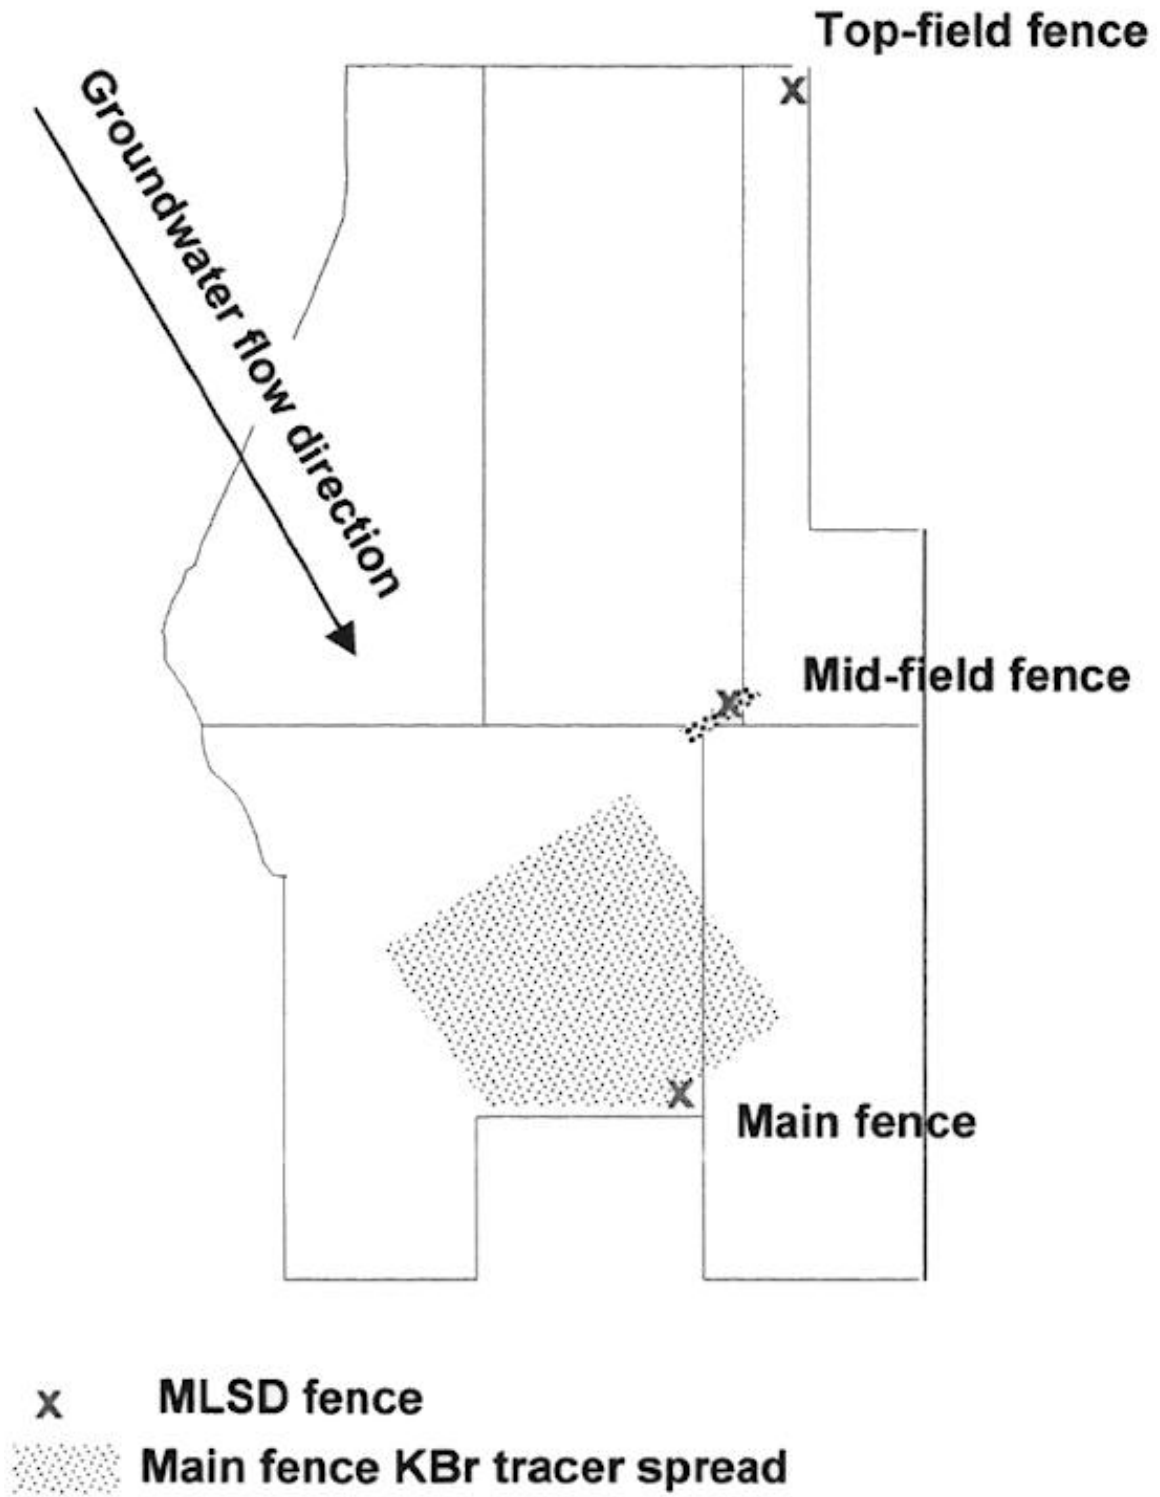 Top-field fence
X
Groundwater flow direction
Mid-field fence
X
X
Main fence
X MLSD fence
Main fence KBr tracer spread